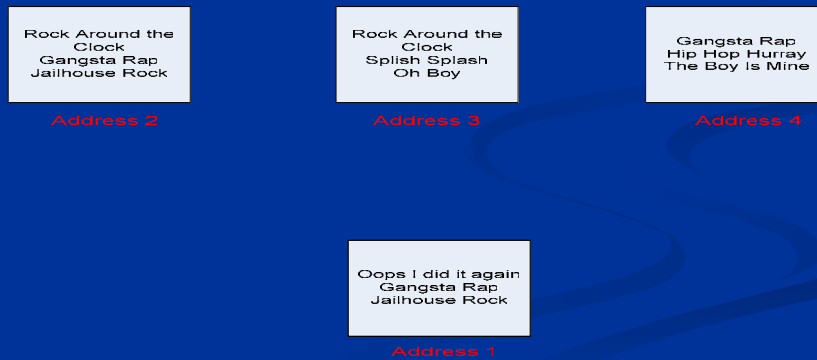 Rock Around the
Clock
Gangsta Rap
Jailhouse Rock
Address 2
Rock Around the
Clock
Splish Splash
Oh Boy
Address 3
Gangsta Rap
Hip Hop Hurray
The Boy Is Mine
Address 4
Oops I did it again
Gangsta Rap
Jailhouse Rock
Address 1